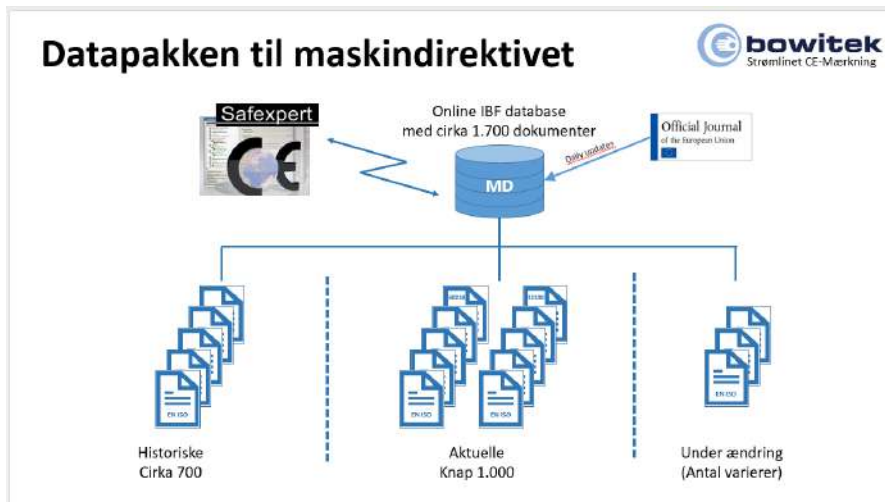 Datapakken til maskindirektivet
bowitek
Strømlinet CE-Mærkning
Safexpert
CE
Online IBF database
med cirka 1.700 dokumenter
Official Journal
of the European Union
Daily updates
MD
EN ISO
EN ISO
EN ISO
EN ISO
Historiske
Cirka 700
Aktuelle
Knap 1.000
Under ændring
(Antal varierer)